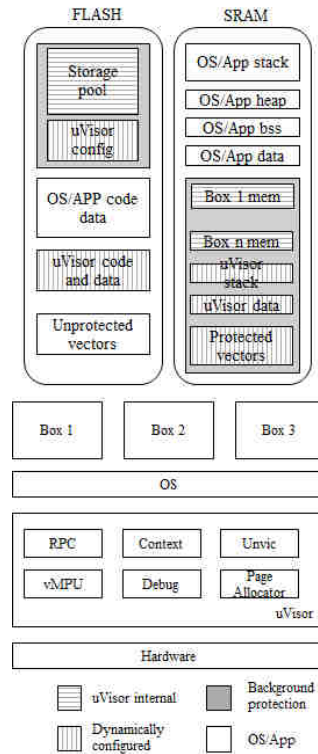 FLASH
Storage
pool
uVisor
config
OS/APP code
data
uVisor code
and data
Unprotected
vectors
SRAM
OS/App stack
OS/App heap
OS/App bss
OS/App data
Box 1 mem
Box n mem
uVisor
stack
uVisor data
Protected
vectors
Box 1
Box 2
Box 3
OS
RPC
Context
Unvic
vMPU
Debug
Page
Allocator
uVisor
Hardware
uVisor internal
Background
protection
Dynamically
configured
OS/App